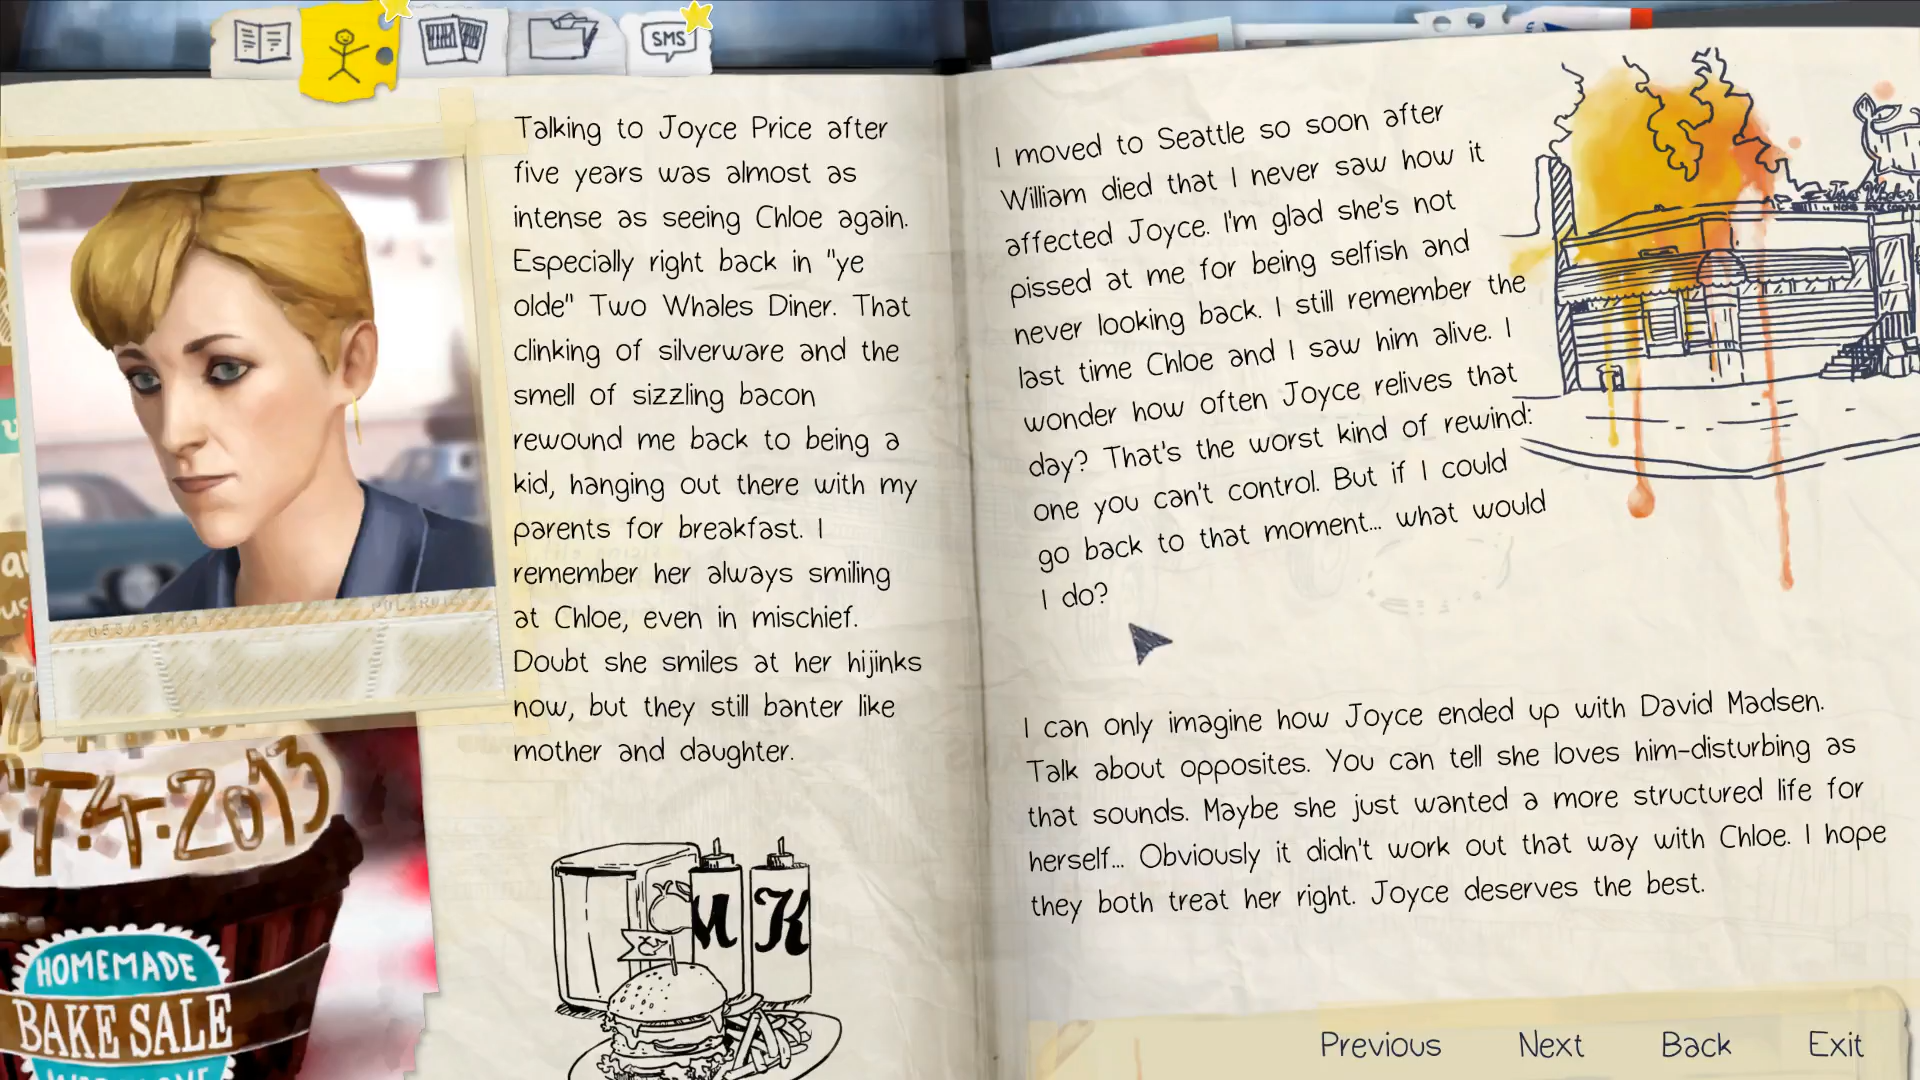 SMS
Talking to Joyce Price after
five years was almost as
intense as seeing Chloe again.
Especially right back in "ye
olde" Two Whales Diner. That
clinking of silverware and the
smell of sizzling bacon
rewound me back to being a
kid, hanging out there with my
parents for breakfast. I
remember her always smiling
at Chloe, even in mischief.
Doubt she smiles at her hijinks
now, but they still banter like
mother and daughter.
M K
HOMEMADE
BAKE SALE
I moved to Seattle so soon after
William died that I never saw how it
affected Joyce. I'm glad she's not
pissed at me for being selfish and
never looking back. I still remember the
last time Chloe and I saw him alive. I
wonder how often Joyce relives that
day? That's the worst kind of rewind:
one you can't control. But if I could
go back to that moment... what would
I do?
I can only imagine how Joyce ended up with David Madsen.
Talk about opposites. You can tell she loves him-disturbing as
that sounds. Maybe she just wanted a more structured life for
herself... Obviously it didn't work out that way with Chloe. I hope
they both treat her right. Joyce deserves the best.
Previous Next Back Exit